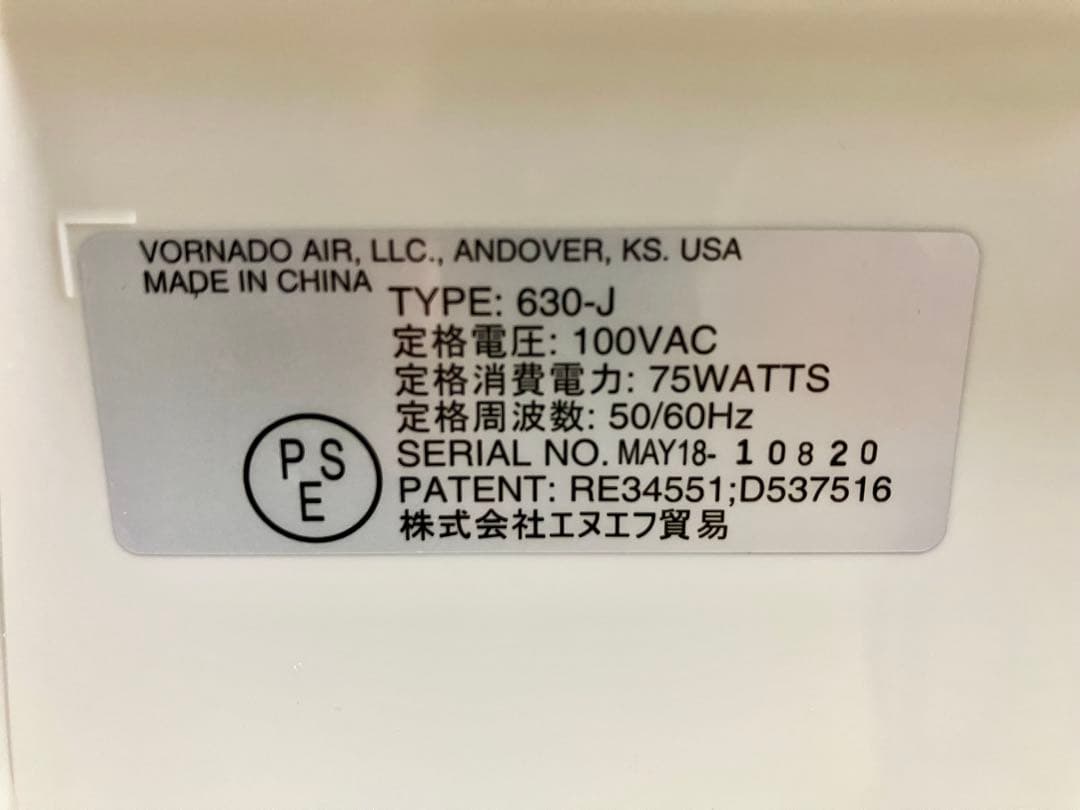 VORNADO AIR, LLC., ANDOVER, KS. USA
MADE IN CHINA
TYPE: 630-J
定格電圧: 100VAC
定格消費電力: 75WATTS
定格周波数: 50/60Hz
SERIAL NO. MAY18- 10820
PATENT: RE34551;D537516
株式会社エヌエフ貿易
PS
E